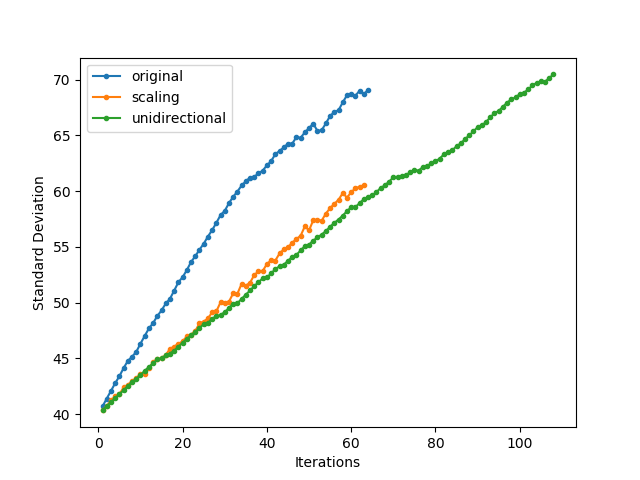 original
scaling
unidirectional
70
65
60
55
50
45
40
Standard Deviation
0 20 40 60 80 100
Iterations